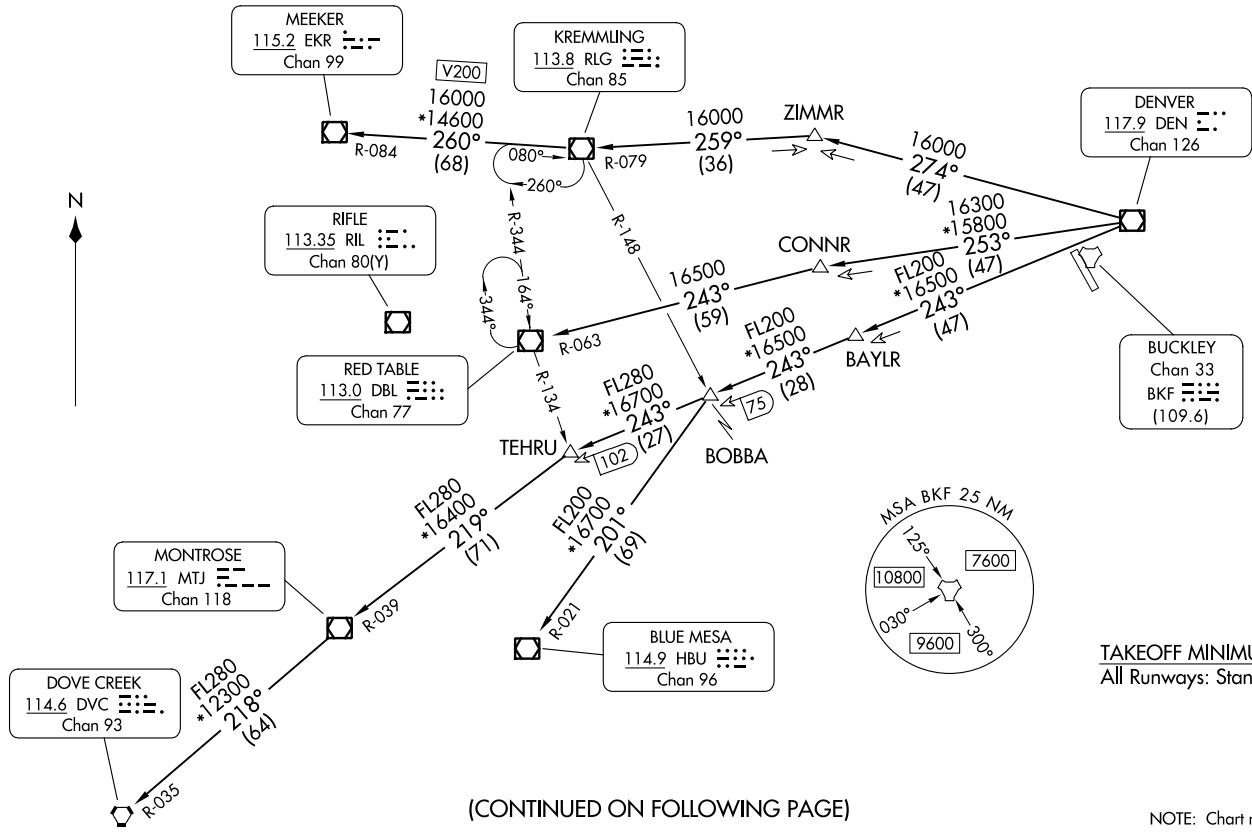 MEEKER
115.2 EKR
Chan 99
V200
16000
*14600
260°
(68)
R-084
KREMMLING
113.8 RLG
Chan 85
080°
260°
R-079
16000
259°
(36)
ZIMMR
16000
274°
(47)
DENVER
117.9 DEN
Chan 126
N
RIFLE
113.35 RIL
Chan 80(Y)
R-344
164°
344°
R-148
16500
243°
(59)
R-063
CONNR
16300
*15800
253°
(47)
FL200
*16500
243°
(47)
BAYLR
RED TABLE
113.0 DBL
Chan 77
R-134
FL200
*16500
243°
(28)
75
BOBBA
BUCKLEY
Chan 33
BKF
(109.6)
FL280
*16700
243°
(27)
102
TEHRU
FL280
*16400
219°
(71)
FL200
*16700
201°
(69)
R-021
MONTROSE
117.1 MTJ
Chan 118
R-039
BLUE MESA
114.9 HBU
Chan 96
MSA BKF 25 NM
125°
7600
10800
030°
9600
300°
TAKEOFF MINIMU
All Runways: Stan
DOVE CREEK
114.6 DVC
Chan 93
FL280
*12300
218°
(64)
R-035
(CONTINUED ON FOLLOWING PAGE)
NOTE: Chart n